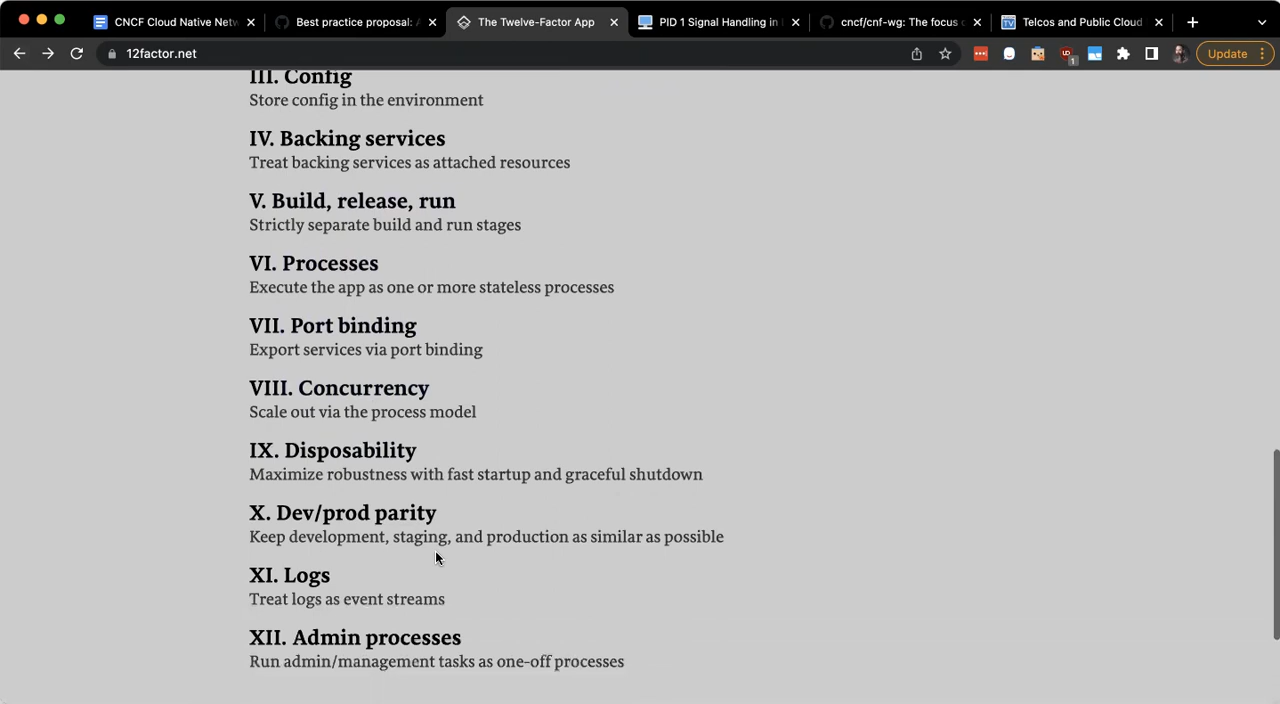 CNCF Cloud Native Netw
Best practice proposal: A
The Twelve-Factor App
PID 1 Signal Handling in
cncf/cnf-wg: The focus o
Telcos and Public Cloud
12factor.net
1
Update
III. Config
Store config in the environment
IV. Backing services
Treat backing services as attached resources
V. Build, release, run
Strictly separate build and run stages
VI. Processes
Execute the app as one or more stateless processes
VII. Port binding
Export services via port binding
VIII. Concurrency
Scale out via the process model
IX. Disposability
Maximize robustness with fast startup and graceful shutdown
X. Dev/prod parity
Keep development, staging, and production as similar as possible
XI. Logs
Treat logs as event streams
XII. Admin processes
Run admin/management tasks as one-off processes